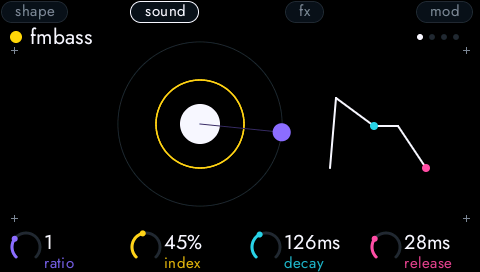 shape sound fx mod
fmbass
1 45% 126ms 28ms
ratio index decay release